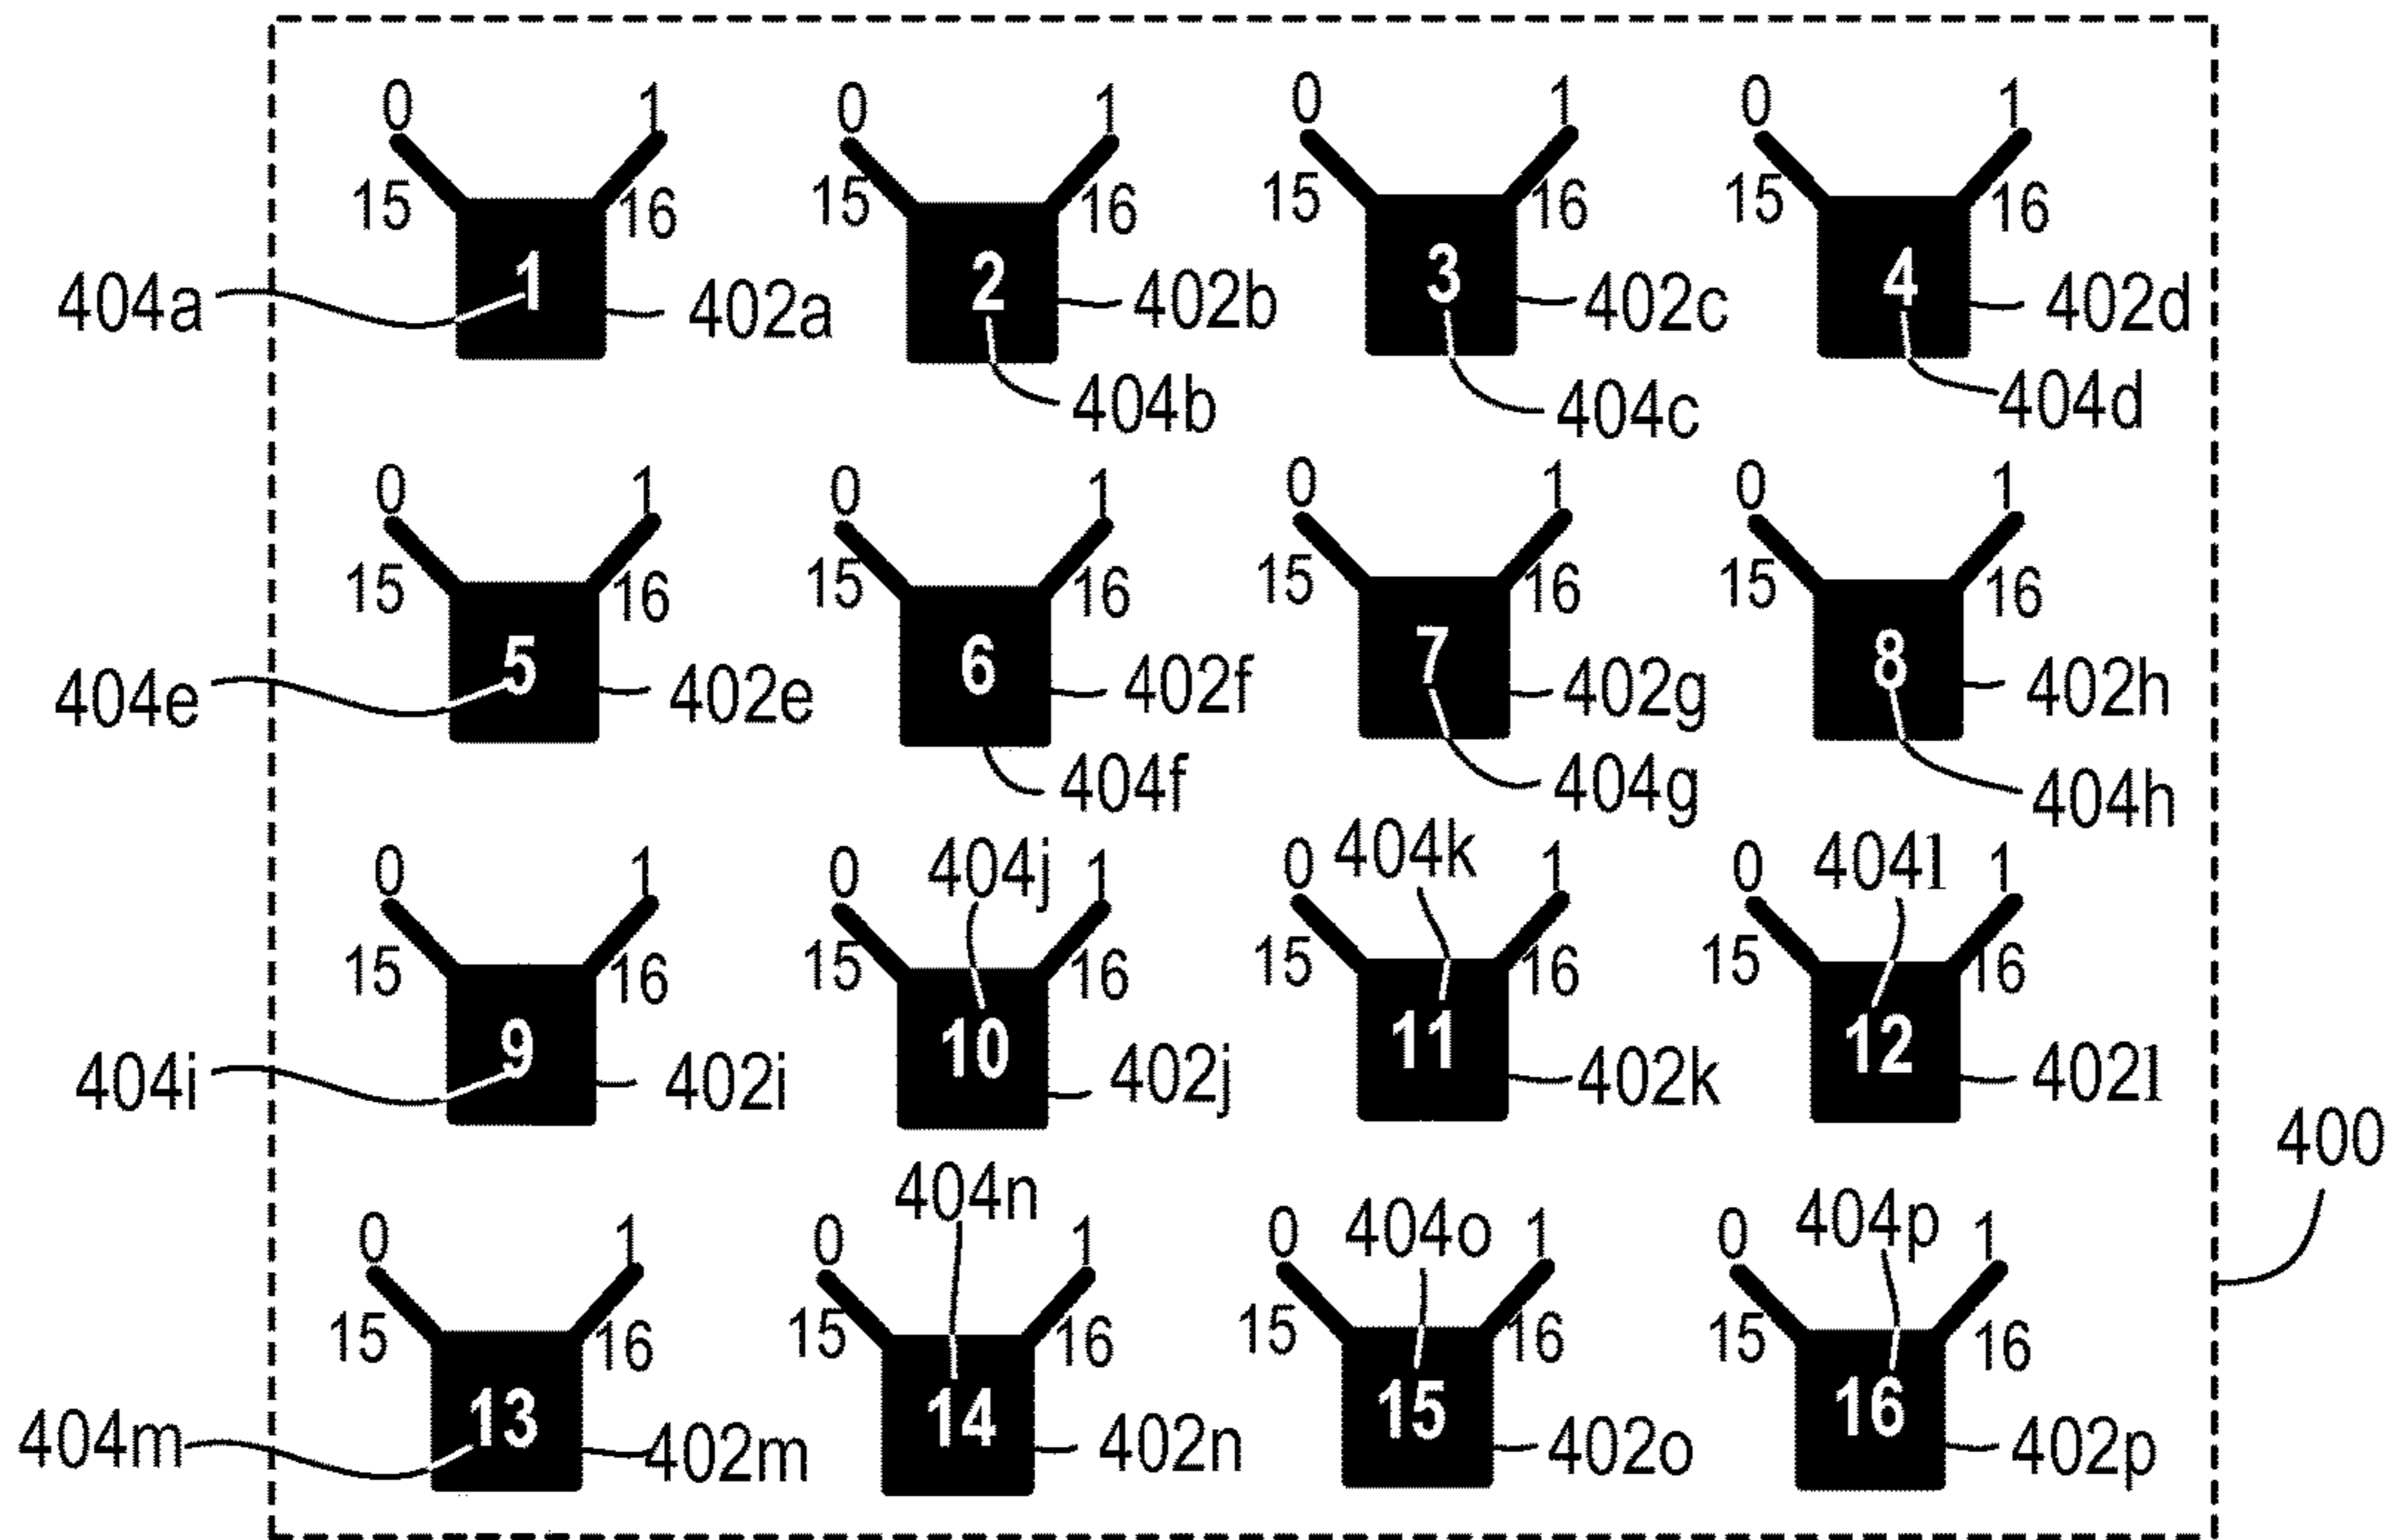 0 1 0 1 0 1 0 1
15 16 15 16 15 16 15 16
404a 1 402a 2 402b 3 402c 4 402d
404b 404c 404d
0 1 0 1 0 1 0 1
15 16 15 16 15 16 15 16
404e 5 402e 6 402f 7 402g 8 402h
404f 404g 404h
0 1 0 404j 1 0 404k 1 0 404l 1
15 16 15 16 15 16 15 16
404i 9 402i 10 402j 11 402k 12 402l
400
404n
0 1 0 1 0 404o 1 0 404p 1
15 16 15 16 15 16 15 16
404m 13 402m 14 402n 15 402o 16 402p